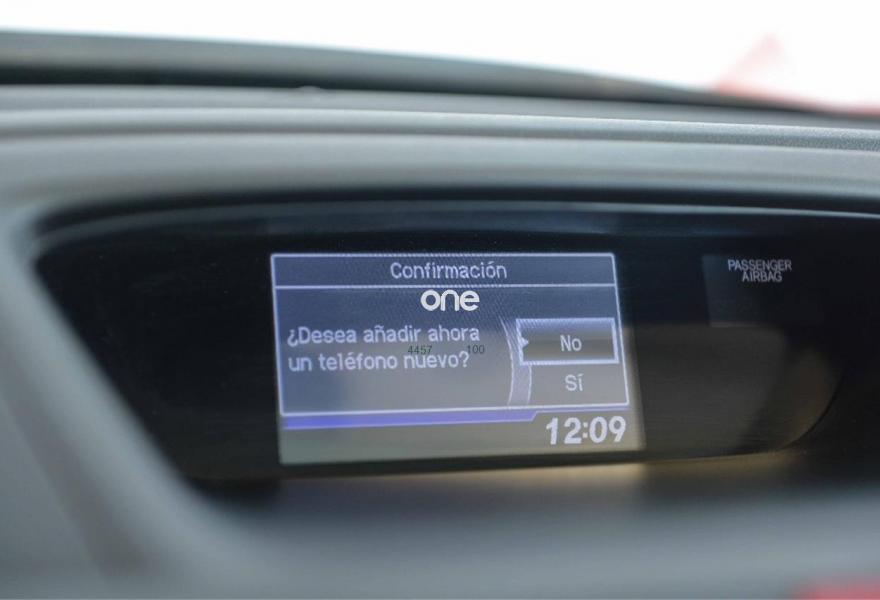 Confirmación
one
¿Desea añadir ahora
un teléfono nuevo?
4457 100
No
Sí
12:09
PASSENGER
AIRBAG